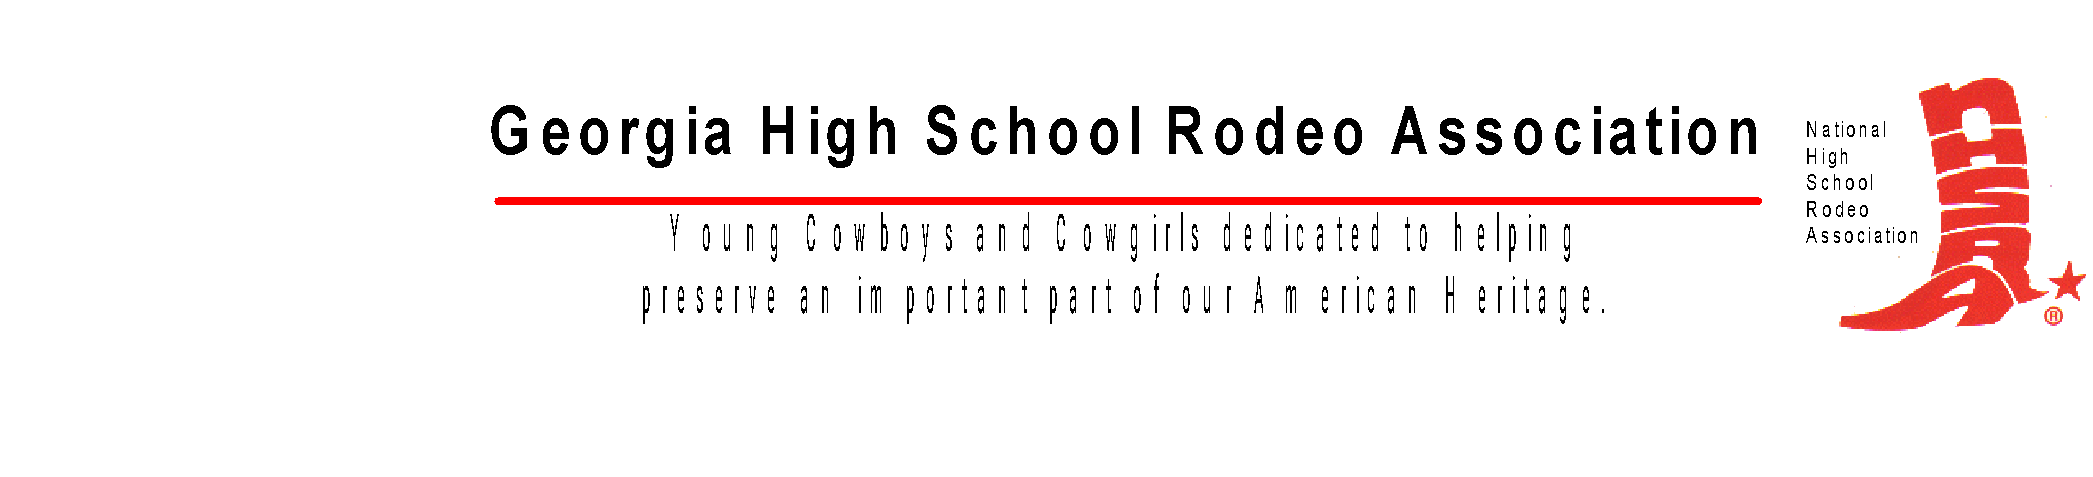 Georgia High School Rodeo Association
Young Cowboys and Cowgirls dedicated to helping
preserve an important part of our American Heritage.
National
High
School
Rodeo
Association
NHSRA
®